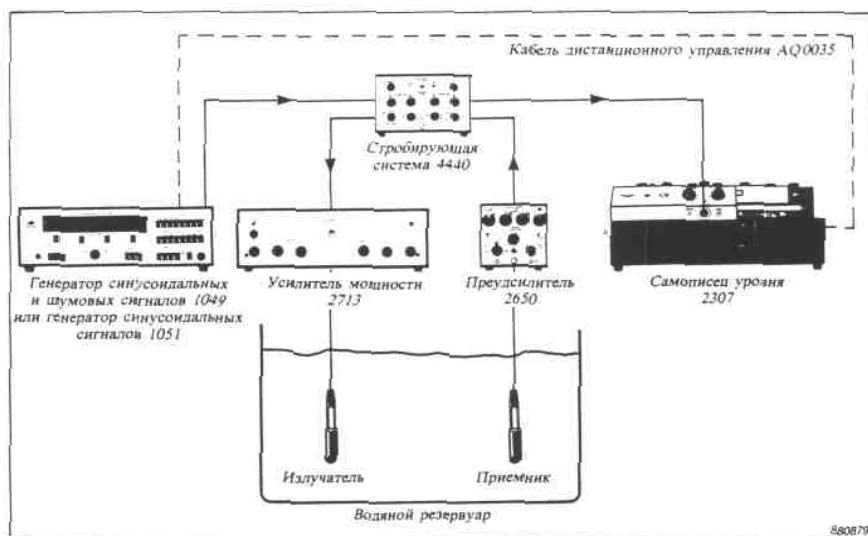 Кабель дистанционного управления AQ0035
Стробирующая
система 4440
Генератор синусоидальных
и шумовых сигналов 1049
или генератор синусоидальных
сигналов 1051
Усилитель мощности
2713
Преудсилитель
2650
Самописец уровня
2307
Излучатель
Приемник
Водяной резервуар
880879